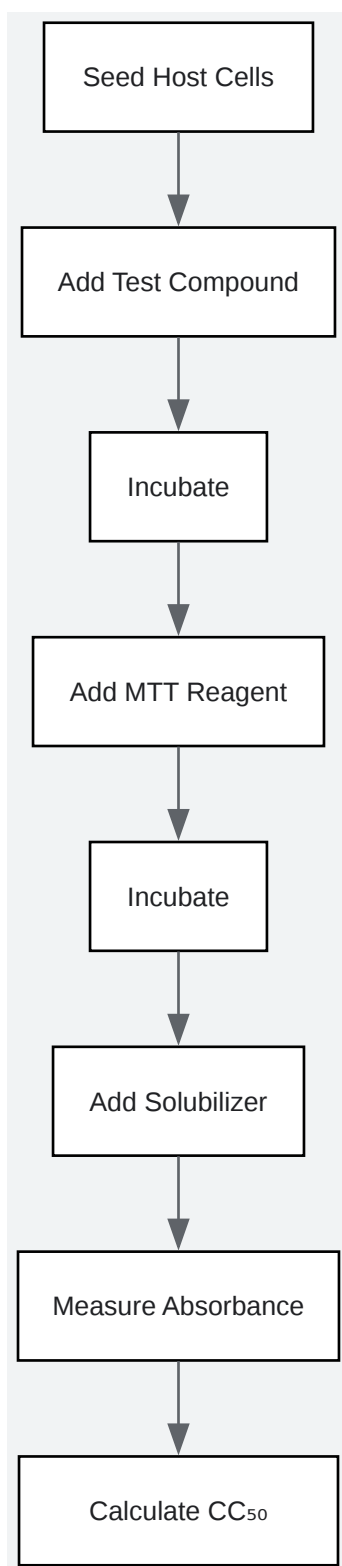 Seed Host Cells
Add Test Compound
Incubate
Add MTT Reagent
Incubate
Add Solubilizer
Measure Absorbance
Calculate CC₅₀